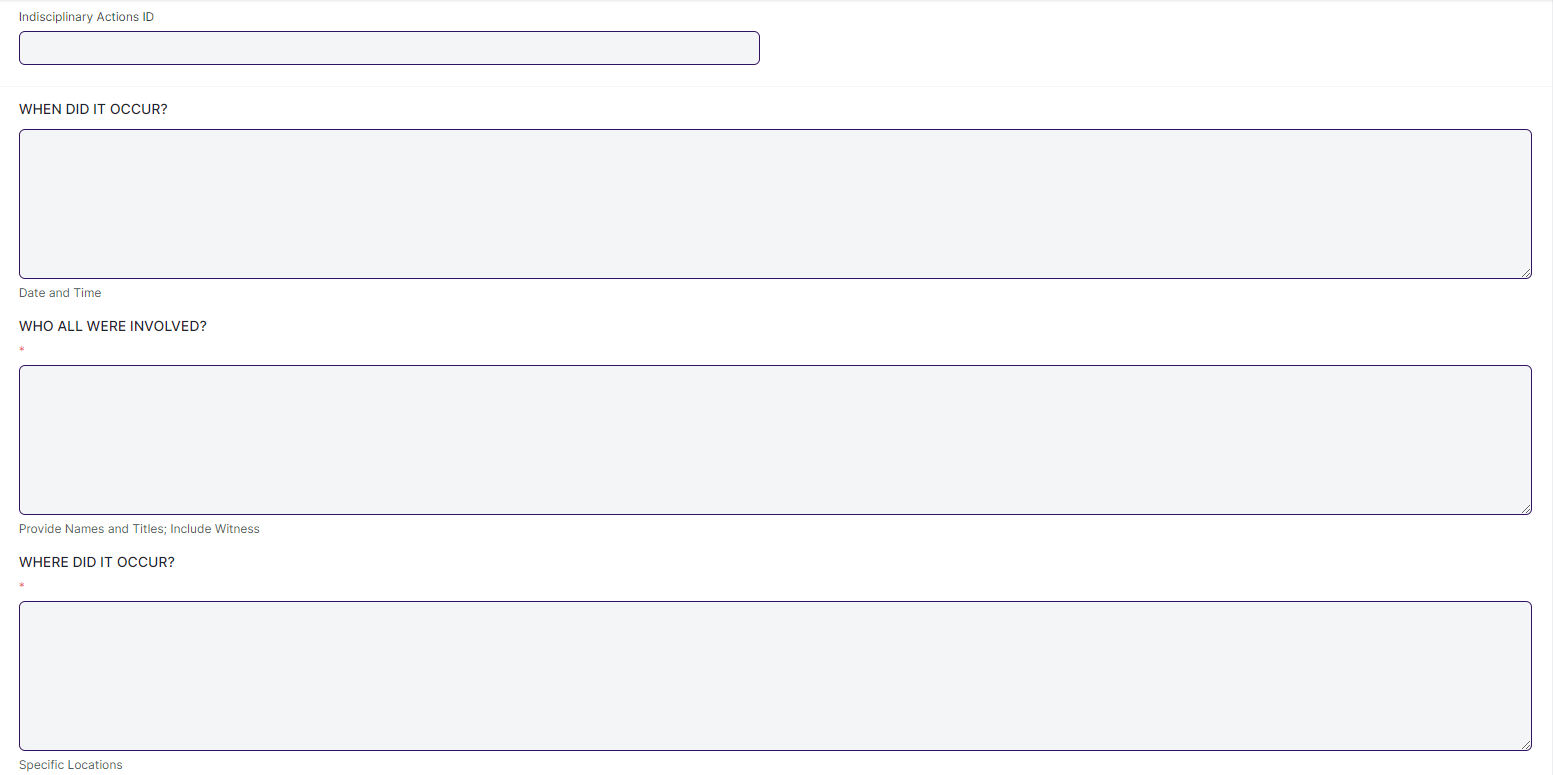 Indisciplinary Actions ID
WHEN DID IT OCCUR?
Date and Time
WHO ALL WERE INVOLVED?
*
Provide Names and Titles; Include Witness
WHERE DID IT OCCUR?
*
Specific Locations